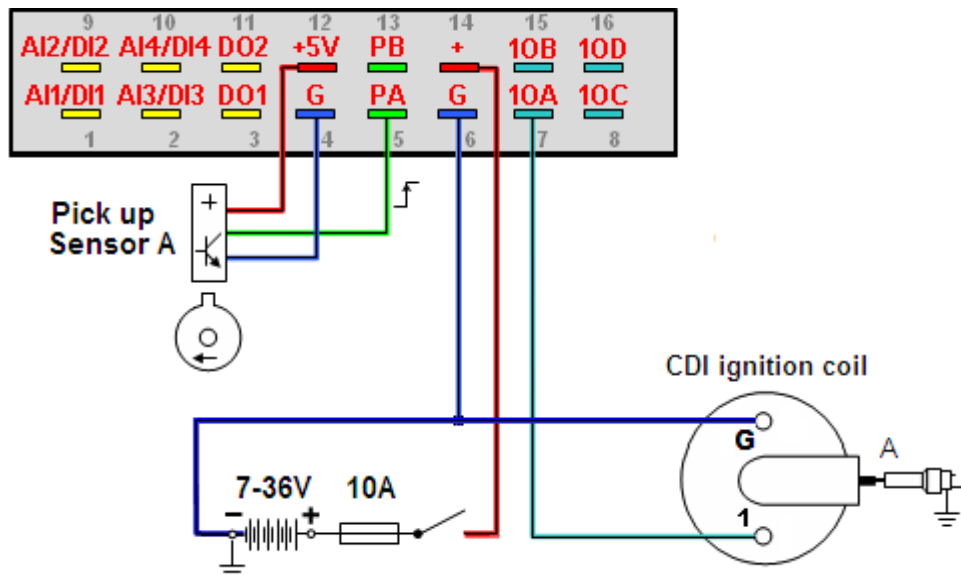 9 10 11 12 13 14 15 16
AI2/DI2 AI4/DI4 DO2 +5V PB + 10B 10D
AI1/DI1 AI3/DI3 DO1 G PA G 10A 10C
1 2 3 4 5 6 7 8
Pick up
Sensor A
+
CDI ignition coil
G
A
7-36V 10A
- +
1